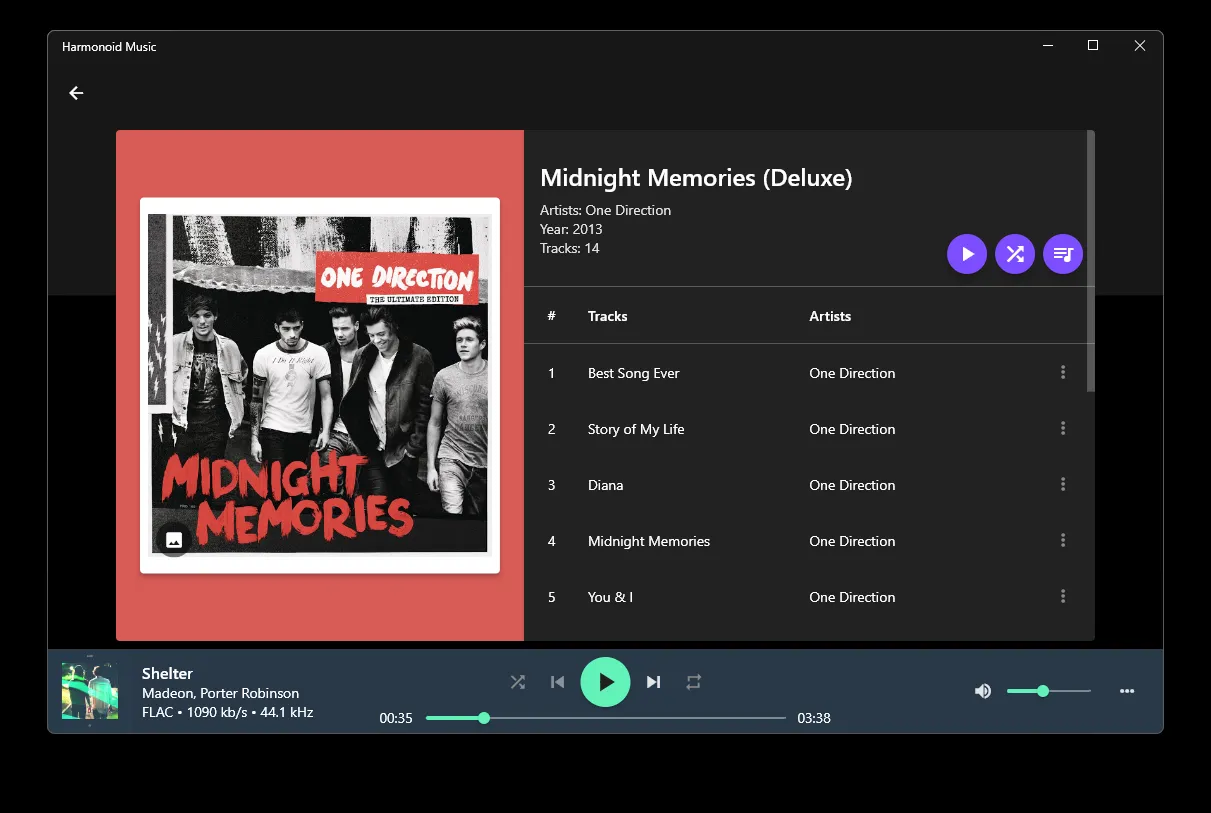 Harmonoid Music
ONE DIRECTION
THE ULTIMATE EDITION
I Do It Right
MIDNIGHT
MEMORIES
Midnight Memories (Deluxe)
Artists: One Direction
Year: 2013
Tracks: 14
# Tracks Artists
1 Best Song Ever One Direction
2 Story of My Life One Direction
3 Diana One Direction
4 Midnight Memories One Direction
5 You & I One Direction
Shelter
Madeon, Porter Robinson
FLAC • 1090 kb/s • 44.1 kHz
00:35 03:38